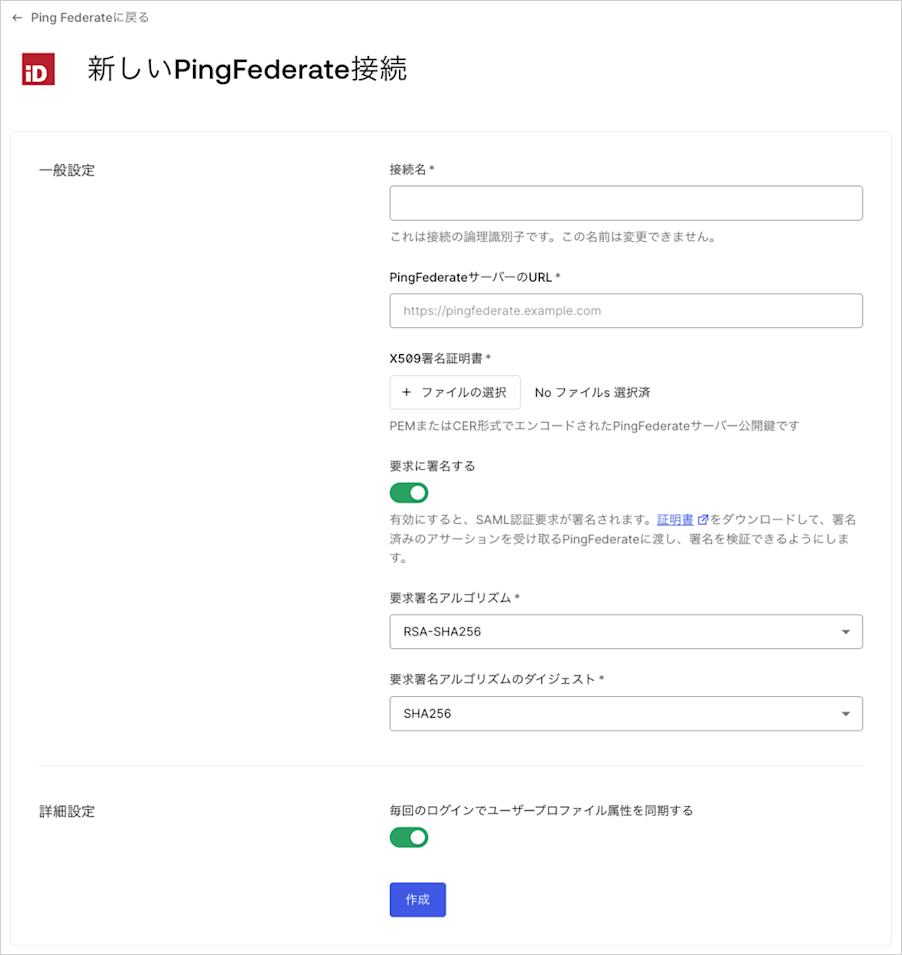 ← Ping Federateに戻る
iD
新しいPingFederate接続
一般設定
接続名 *
これは接続の論理識別子です。この名前は変更できません。
PingFederateサーバーのURL *
https://pingfederate.example.com
X509署名証明書 *
+ ファイルの選択 No ファイルs 選択済
PEMまたはCER形式でエンコードされたPingFederateサーバー公開鍵です
要求に署名する
有効にすると、SAML認証要求が署名されます。証明書 をダウンロードして、署名
済みのアサーションを受け取るPingFederateに渡し、署名を検証できるようにしま
す。
要求署名アルゴリズム *
RSA-SHA256
要求署名アルゴリズムのダイジェスト *
SHA256
詳細設定
毎回のログインでユーザープロファイル属性を同期する
作成